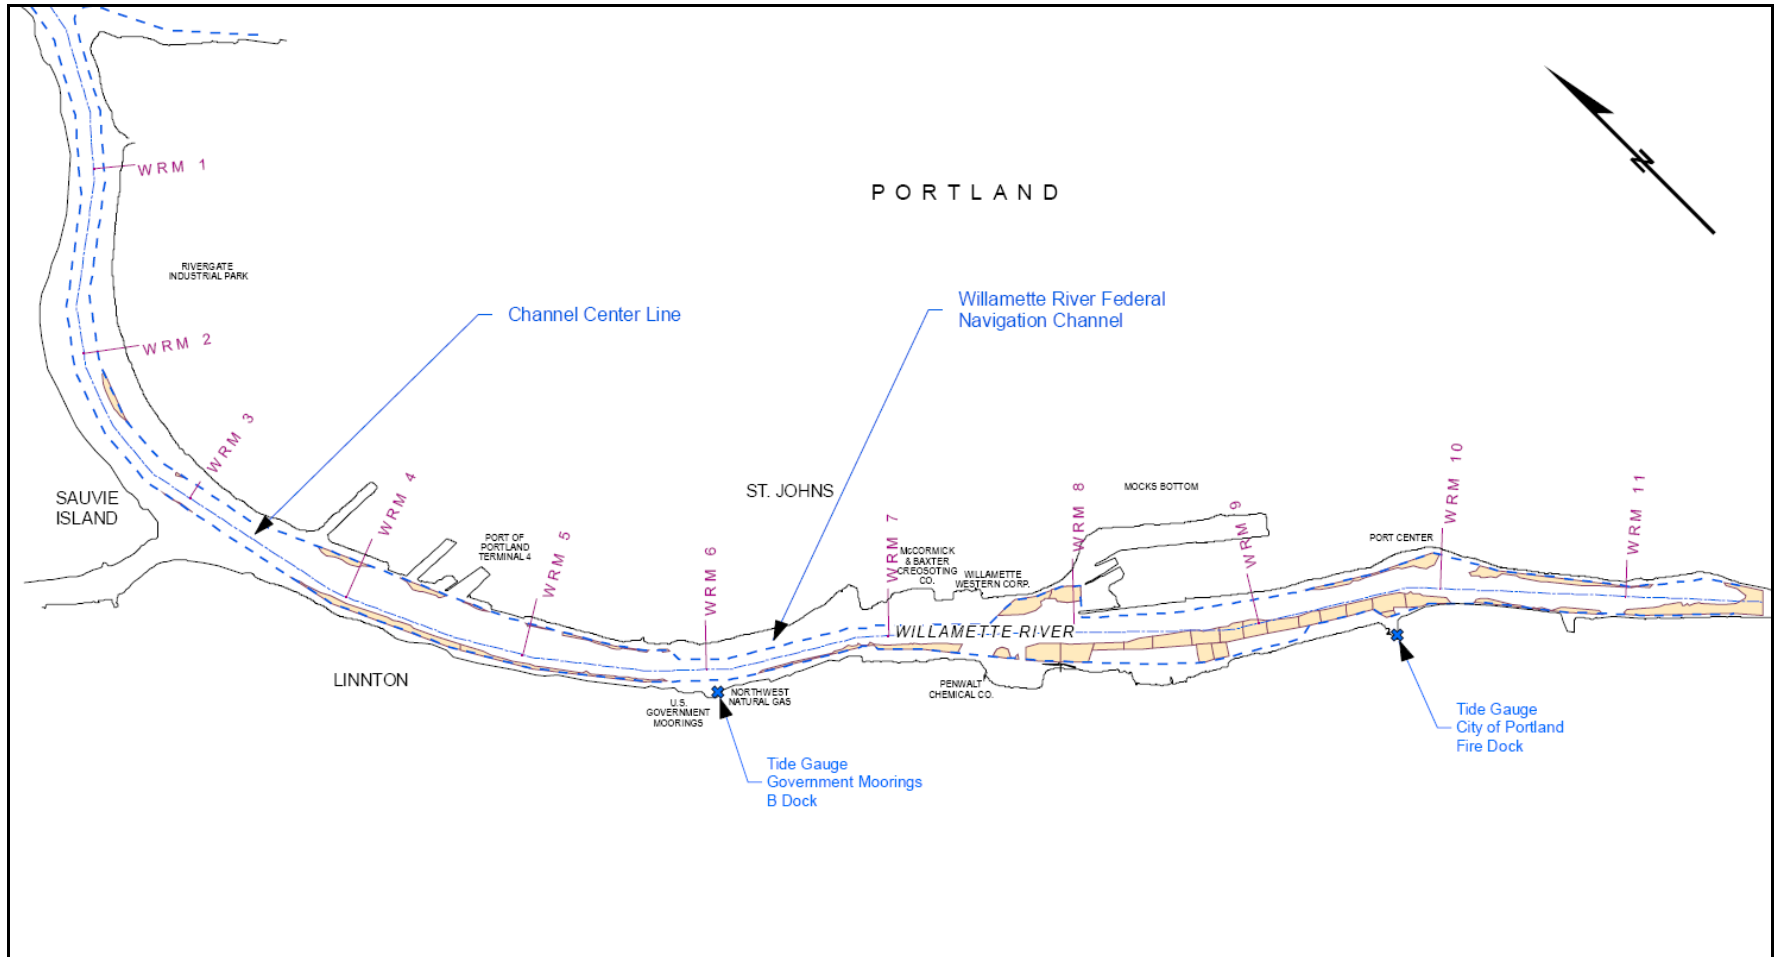 WRM 1
PORTLAND
N
RIVERGATE
INDUSTRIAL PARK
Channel Center Line
Willamette River Federal
Navigation Channel
WRM 2
WRM 3
SAUVIE
ISLAND
WRM 4
PORT OF
PORTLAND
TERMINAL 4
WRM 5
ST. JOHNS
WRM 6
WRM 7
McCORMICK
& BAXTER
CREOSOTING
CO.
WILLAMETTE
WESTERN CORP.
WRM 8
MOCKS BOTTOM
WRM 9
PORT CENTER
WRM 10
WRM 11
WILLAMETTE RIVER
LINNTON
U.S.
GOVERNMENT
MOORINGS
NORTHWEST
NATURAL GAS
PENWALT
CHEMICAL CO.
Tide Gauge
Government Moorings
B Dock
Tide Gauge
City of Portland
Fire Dock